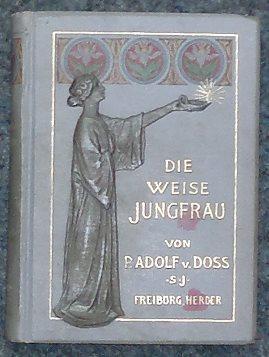 DIE
WEISE
JUNGFRAU
VON
P. ADOLF v. DOSS
·S·J·
FREIBURG, HERDER